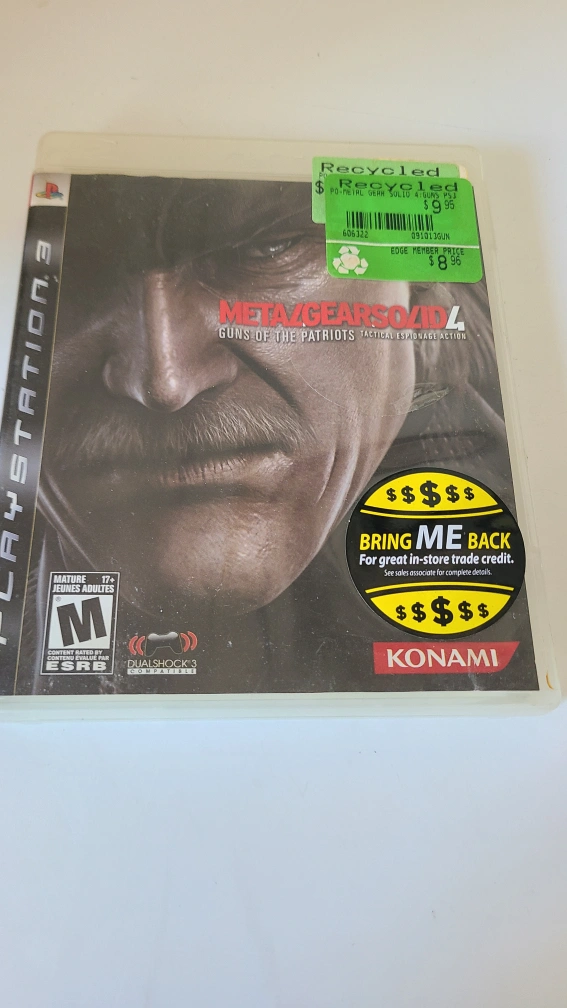 Recycled
$
Recycled
PO-METAL GEAR SOLID 4:GUNS PS3
$ 9 95
606322 091013GUN
EDGE MEMBER PRICE
$ 8 96
PLAYSTATION 3
METAL GEAR SOLID 4
GUNS OF THE PATRIOTS TACTICAL ESPIONAGE ACTION
$$$$$
BRING ME BACK
For great in-store trade credit.
See sales associate for complete details.
$$$$$
MATURE 17+
JEUNES ADULTES
M
®
CONTENT RATED BY
CONTENU ÉVALUÉ PAR
ESRB
DUALSHOCK®3
COMPATIBLE
KONAMI